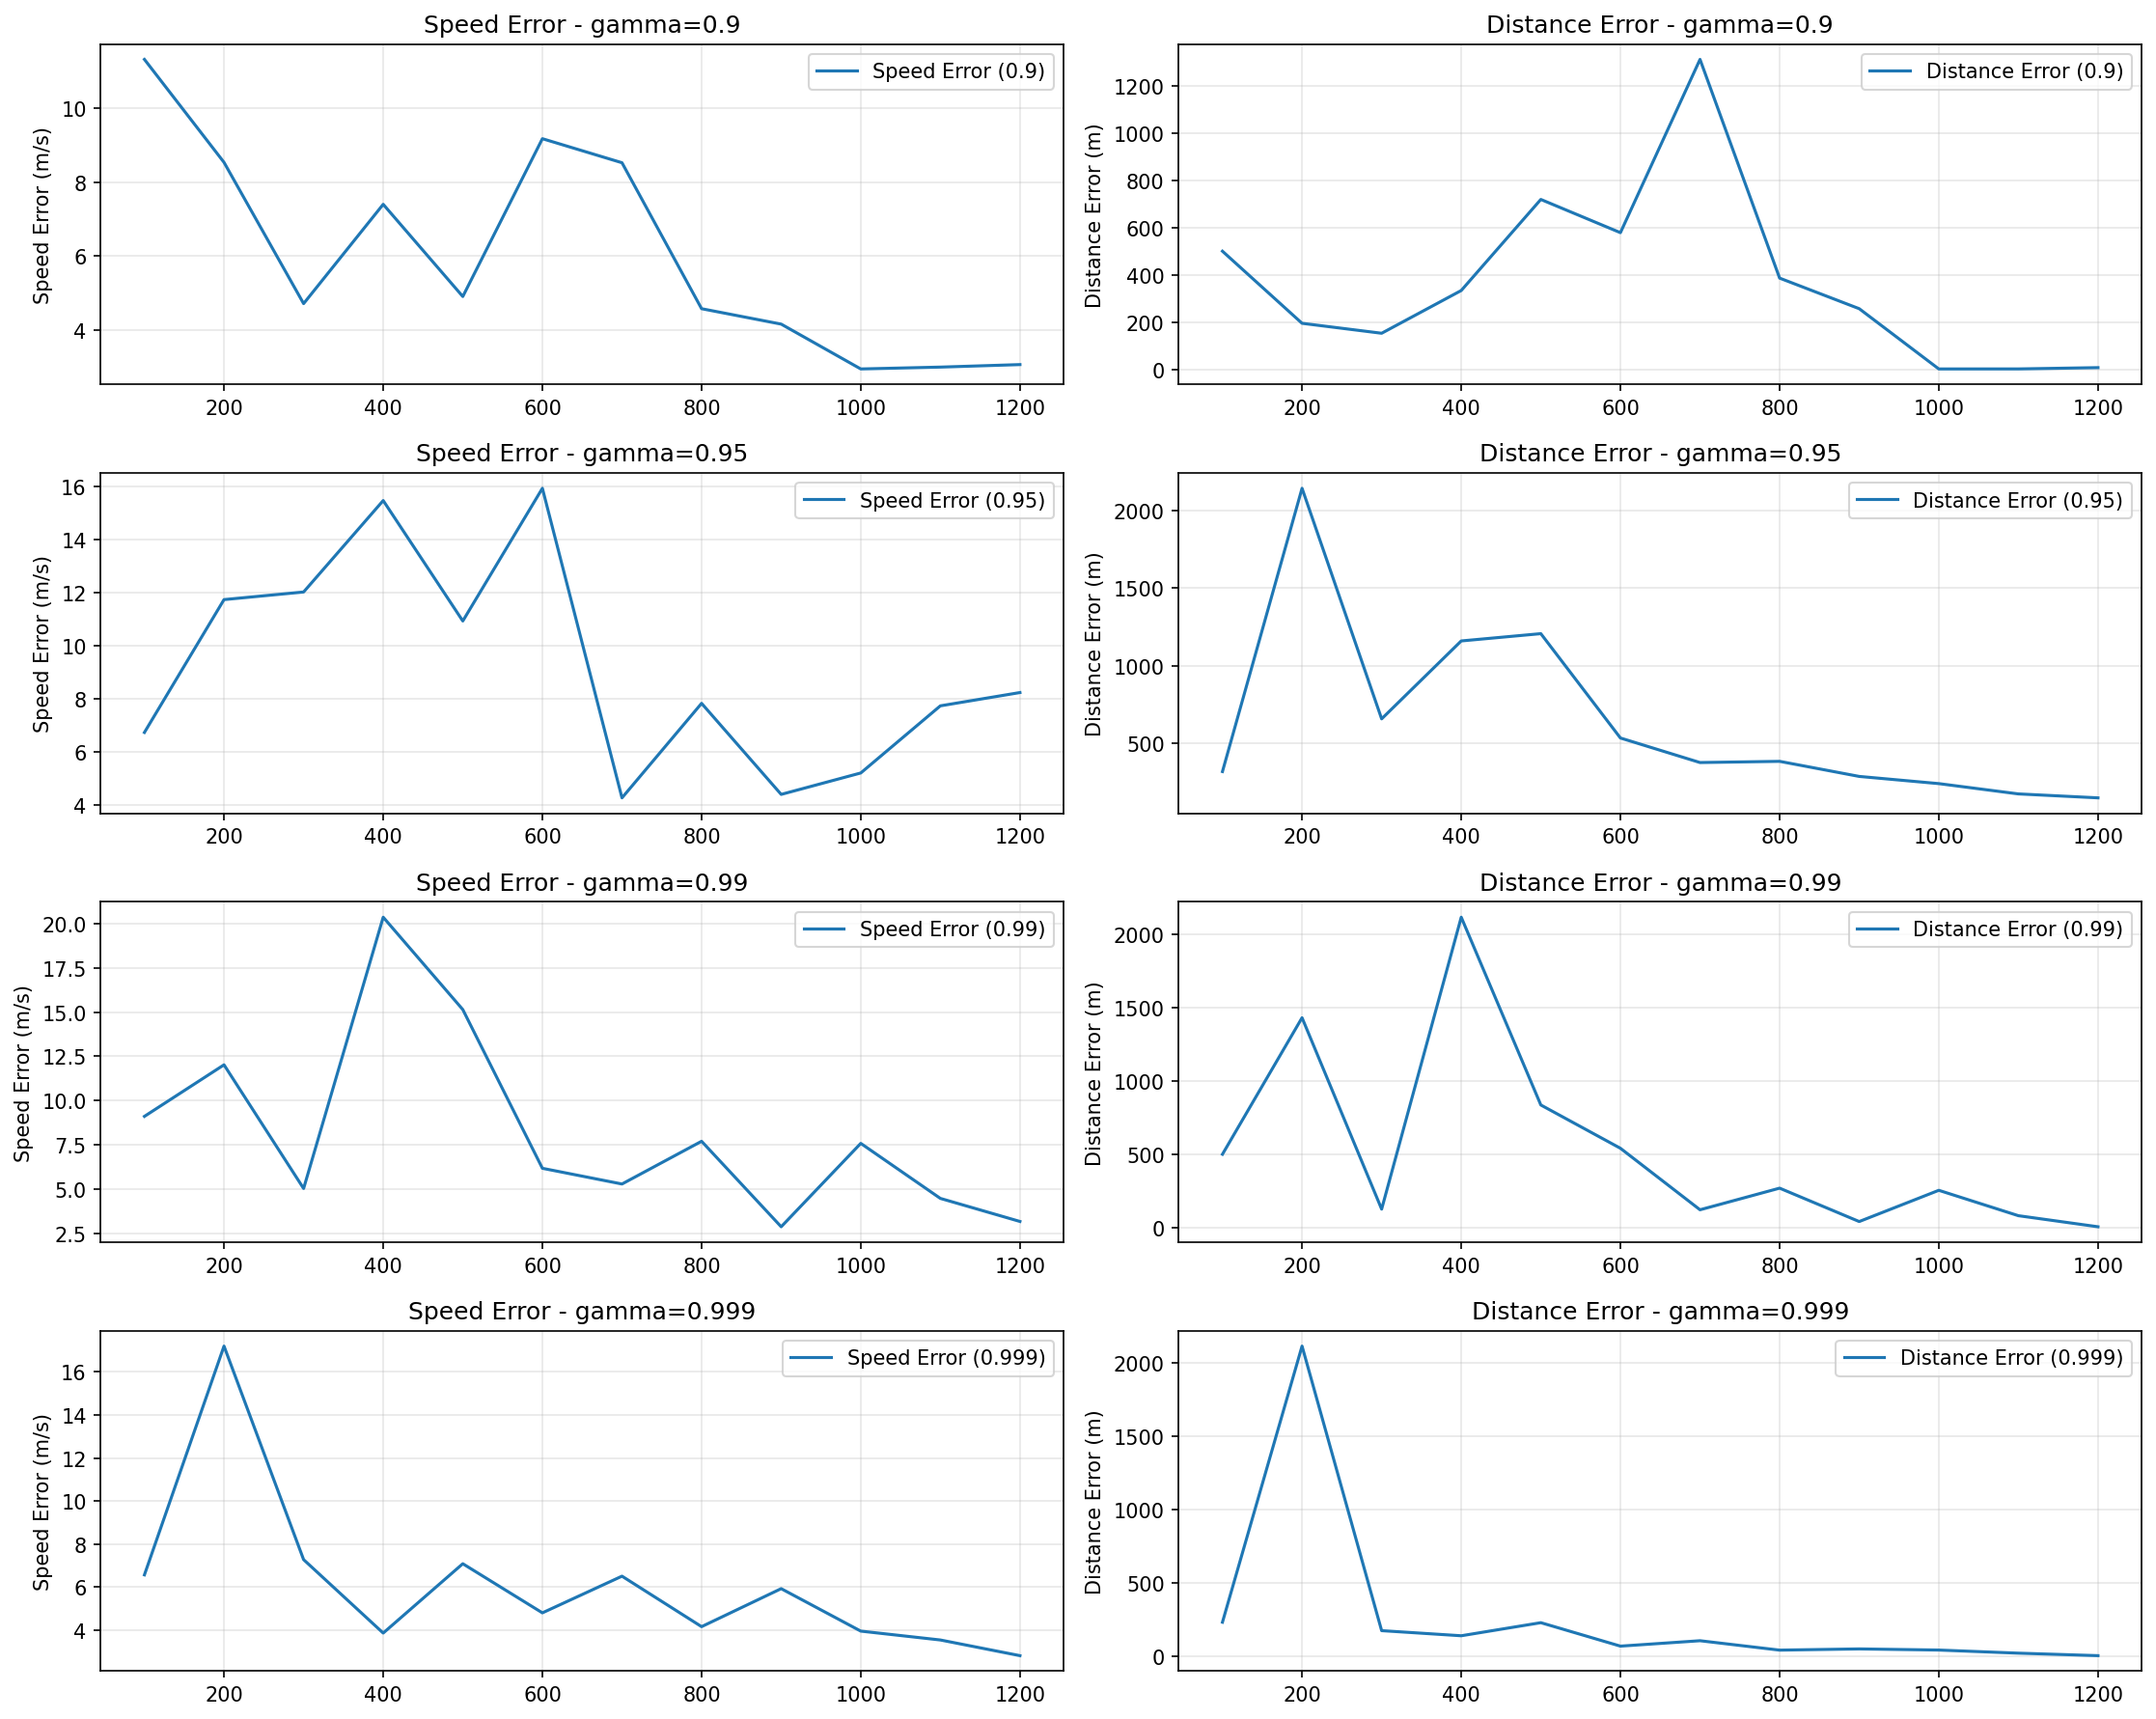 Speed Error - gamma=0.9
Speed Error (m/s)
10
8
6
4
Speed Error (0.9)
200 400 600 800 1000 1200
Distance Error - gamma=0.9
Distance Error (m)
1200
1000
800
600
400
200
0
Distance Error (0.9)
200 400 600 800 1000 1200
Speed Error - gamma=0.95
Speed Error (m/s)
16
14
12
10
8
6
4
Speed Error (0.95)
200 400 600 800 1000 1200
Distance Error - gamma=0.95
Distance Error (m)
2000
1500
1000
500
Distance Error (0.95)
200 400 600 800 1000 1200
Speed Error - gamma=0.99
Speed Error (m/s)
20.0
17.5
15.0
12.5
10.0
7.5
5.0
2.5
Speed Error (0.99)
200 400 600 800 1000 1200
Distance Error - gamma=0.99
Distance Error (m)
2000
1500
1000
500
0
Distance Error (0.99)
200 400 600 800 1000 1200
Speed Error - gamma=0.999
Speed Error (m/s)
16
14
12
10
8
6
4
Speed Error (0.999)
200 400 600 800 1000 1200
Distance Error - gamma=0.999
Distance Error (m)
2000
1500
1000
500
0
Distance Error (0.999)
200 400 600 800 1000 1200